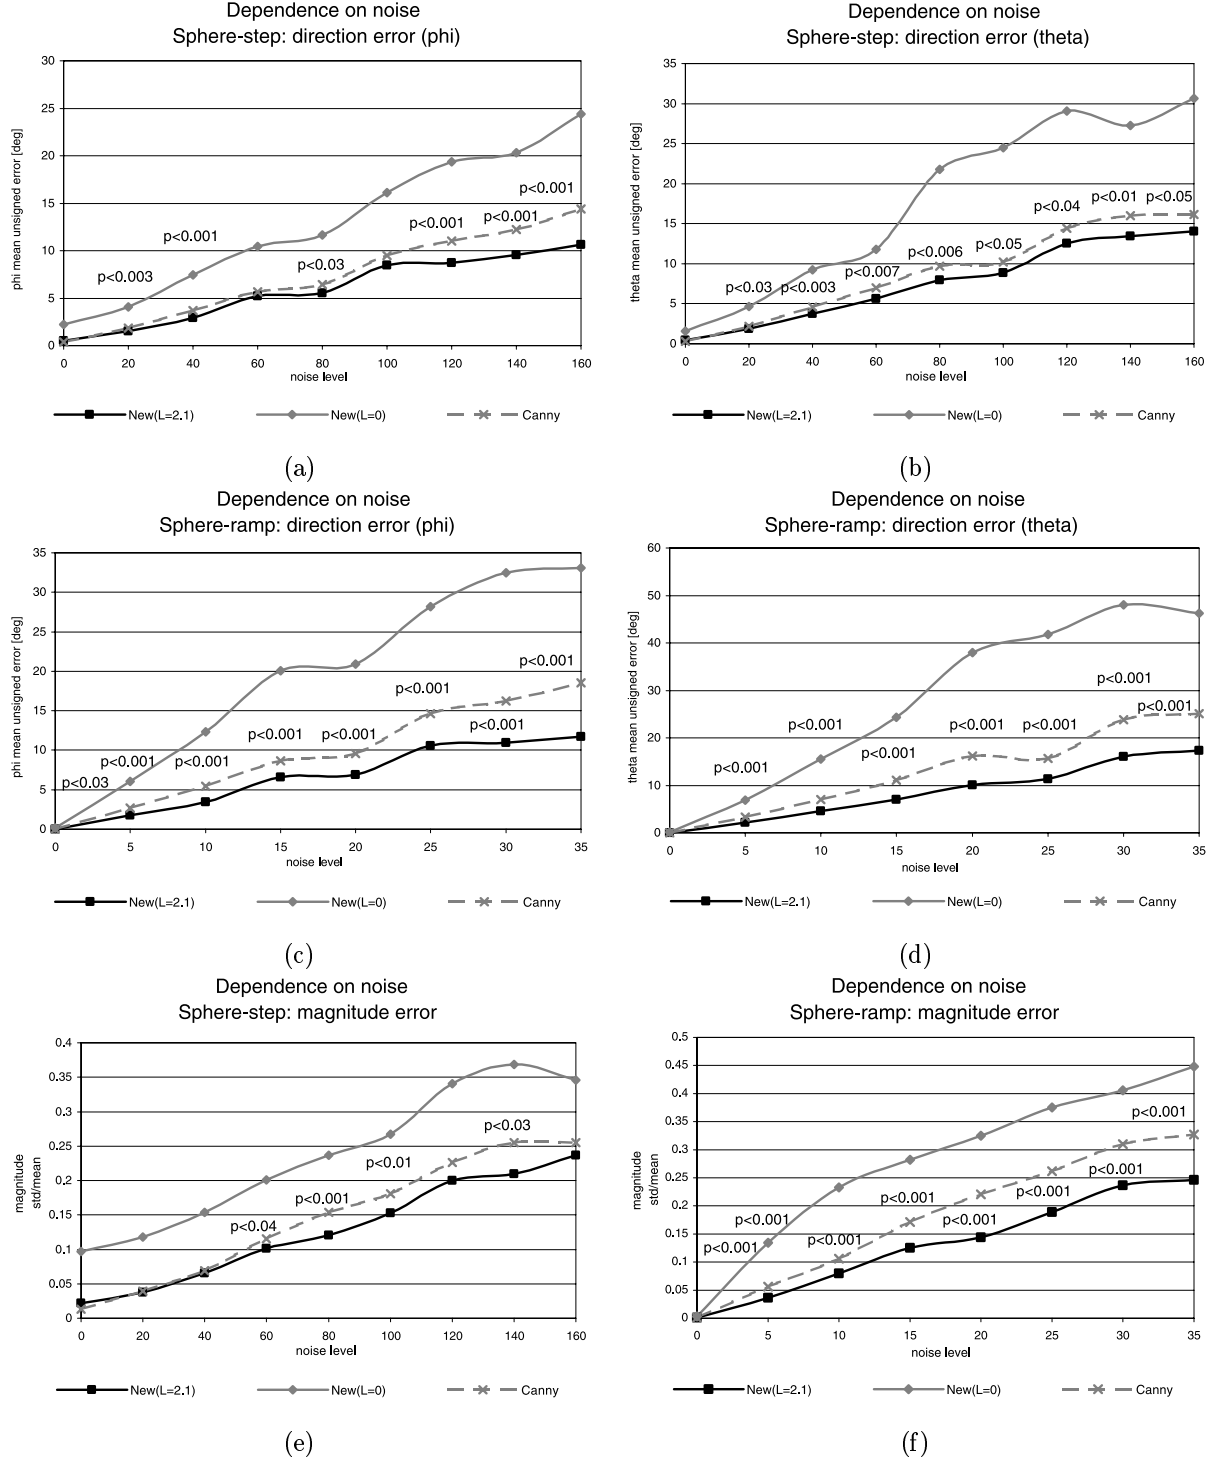 Dependence on noise
Sphere-step: direction error (phi)
phi mean unsigned error [deg]
30
25
20
15
10
5
0
p<0.003
p<0.001
p<0.03
p<0.001
p<0.001
p<0.001
0 20 40 60 80 100 120 140 160
noise level
New(L=2.1) New(L=0) Canny
(a)
Dependence on noise
Sphere-step: direction error (theta)
theta mean unsigned error [deg]
35
30
25
20
15
10
5
0
p<0.03
p<0.003
p<0.007
p<0.006
p<0.05
p<0.04
p<0.01
p<0.05
0 20 40 60 80 100 120 140 160
noise level
New(L=2.1) New(L=0) Canny
(b)
Dependence on noise
Sphere-ramp: direction error (phi)
phi mean unsigned error [deg]
35
30
25
20
15
10
5
0
p<0.03
p<0.001
p<0.001
p<0.001
p<0.001
p<0.001
p<0.001
p<0.001
0 5 10 15 20 25 30 35
noise level
New(L=2.1) New(L=0) Canny
(c)
Dependence on noise
Sphere-ramp: direction error (theta)
theta mean unsigned error [deg]
60
50
40
30
20
10
0
p<0.001
p<0.001
p<0.001
p<0.001
p<0.001
p<0.001
p<0.001
0 5 10 15 20 25 30 35
noise level
New(L=2.1) New(L=0) Canny
(d)
Dependence on noise
Sphere-step: magnitude error
magnitude
std/mean
0.4
0.35
0.3
0.25
0,2
0.15
0.1
0.05
0
p<0.04
p<0.001
p<0.01
p<0.03
0 20 40 60 80 100 120 140 160
noise level
New(L=2.1) New(L=0) Canny
(e)
Dependence on noise
Sphere-ramp: magnitude error
magnitude
std/mean
0.5
0.45
0.4
0.35
0.3
0.25
0.2
0.15
0.1
0.05
0
p<0.001
p<0.001
p<0.001
p<0.001
p<0.001
p<0.001
p<0.001
p<0.001
0 5 10 15 20 25 30 35
noise level
New(L=2.1) New(L=0) Canny
(f)